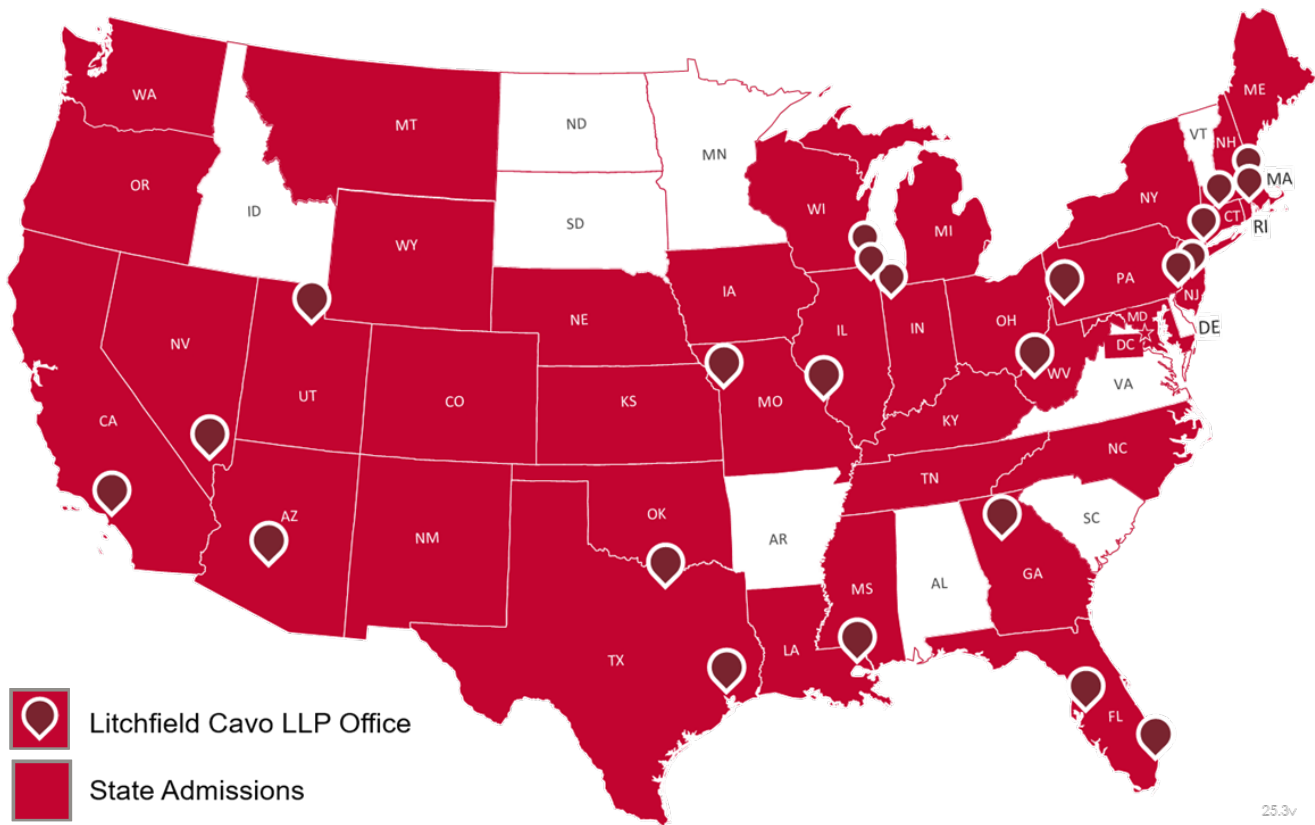 WA
MT
ND
MN
ME
VT
NH
OR
ID
SD
WI
MI
NY
MA
WY
CT
RI
IA
PA
NE
NV
IL
IN
OH
NJ
MD
DE
DC
UT
CO
KS
MO
WV
VA
CA
KY
NC
TN
AZ
NM
OK
AR
SC
MS
AL
GA
TX
LA
FL
Litchfield Cavo LLP Office
State Admissions
25.3v